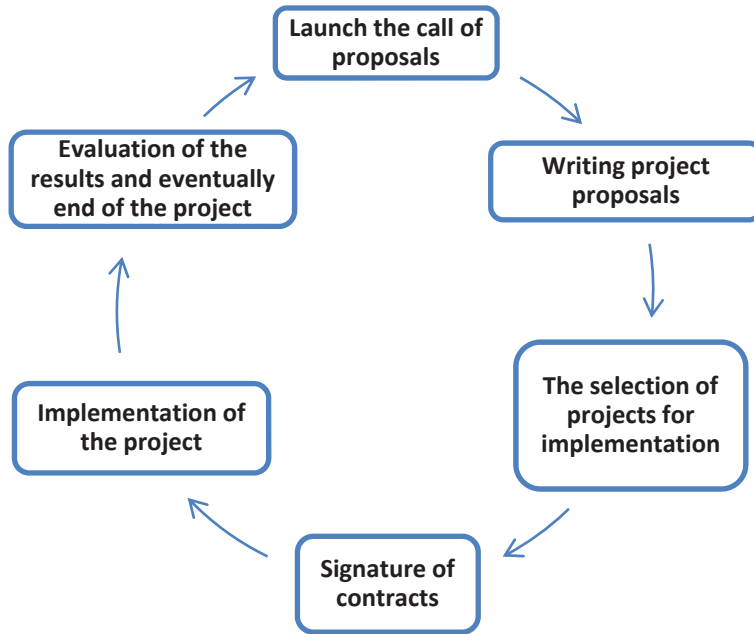 Launch the call of
proposals
Writing project
proposals
The selection of
projects for
implementation
Signature of
contracts
Implementation of
the project
Evaluation of the
results and eventually
end of the project